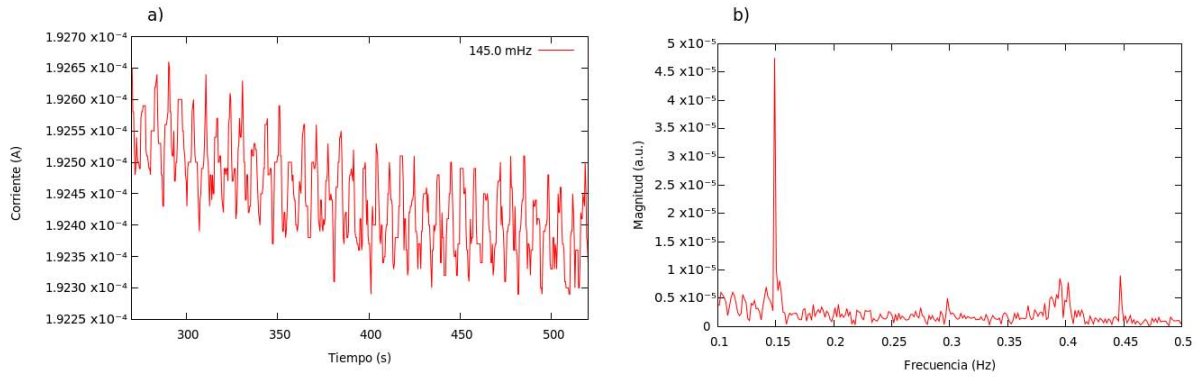 a)
1.9270 x10⁻⁴
1.9265 x10⁻⁴
1.9260 x10⁻⁴
1.9255 x10⁻⁴
1.9250 x10⁻⁴
1.9245 x10⁻⁴
1.9240 x10⁻⁴
1.9235 x10⁻⁴
1.9230 x10⁻⁴
1.9225 x10⁻⁴
Corriente (A)
145.0 mHz
300 350 400 450 500
Tiempo (s)
b)
5 x10⁻⁵
4.5 x10⁻⁵
4 x10⁻⁵
3.5 x10⁻⁵
3 x10⁻⁵
2.5 x10⁻⁵
2 x10⁻⁵
1.5 x10⁻⁵
1 x10⁻⁵
0.5 x10⁻⁵
0
Magnitud (a.u.)
0.1 0.15 0.2 0.25 0.3 0.35 0.4 0.45 0.5
Frecuencia (Hz)